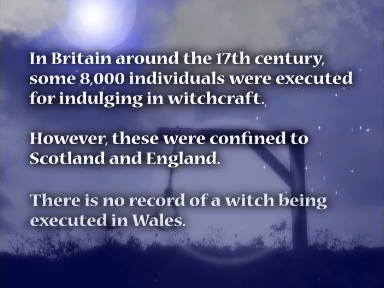 In Britain around the 17th century,
some 8,000 individuals were executed
for indulging in witchcraft.
However, these were confined to
Scotland and England.
There is no record of a witch being
executed in Wales.